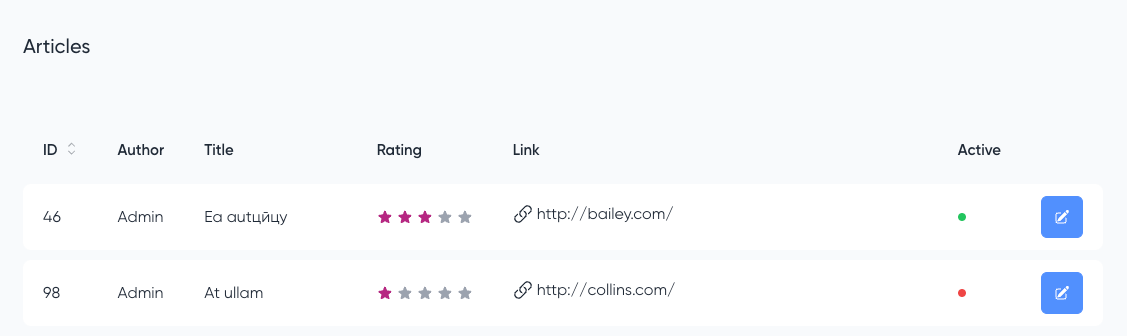 Articles
ID Author Title Rating Link Active
46 Admin Ea autцйцу http://bailey.com/
98 Admin At ullam http://collins.com/